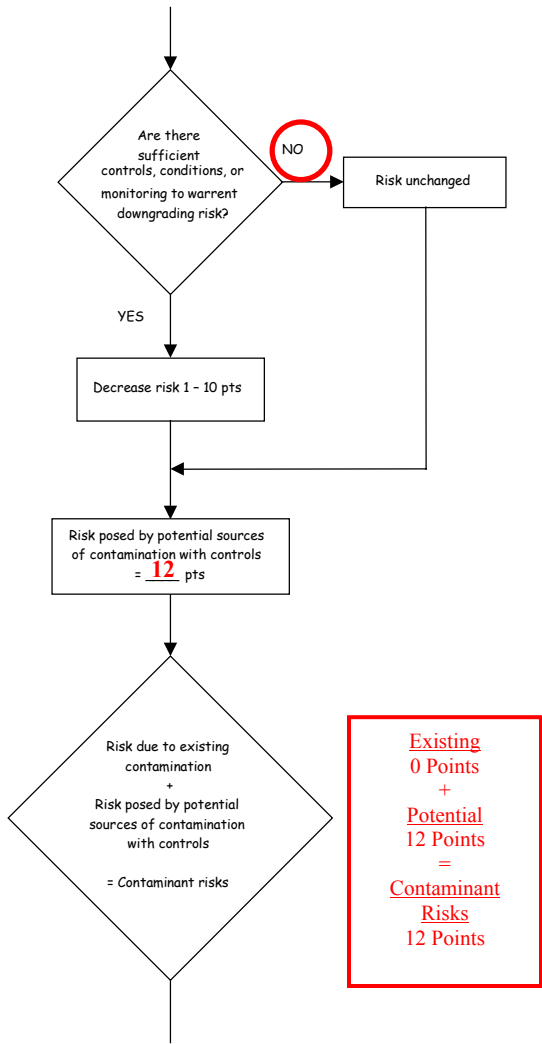 Are there
sufficient
controls, conditions, or
monitoring to warrent
downgrading risk?
NO
Risk unchanged
YES
Decrease risk 1 – 10 pts
Risk posed by potential sources
of contamination with controls
= 12 pts
Risk due to existing
contamination
+
Risk posed by potential
sources of contamination
with controls
= Contaminant risks
Existing
0 Points
+
Potential
12 Points
=
Contaminant
Risks
12 Points